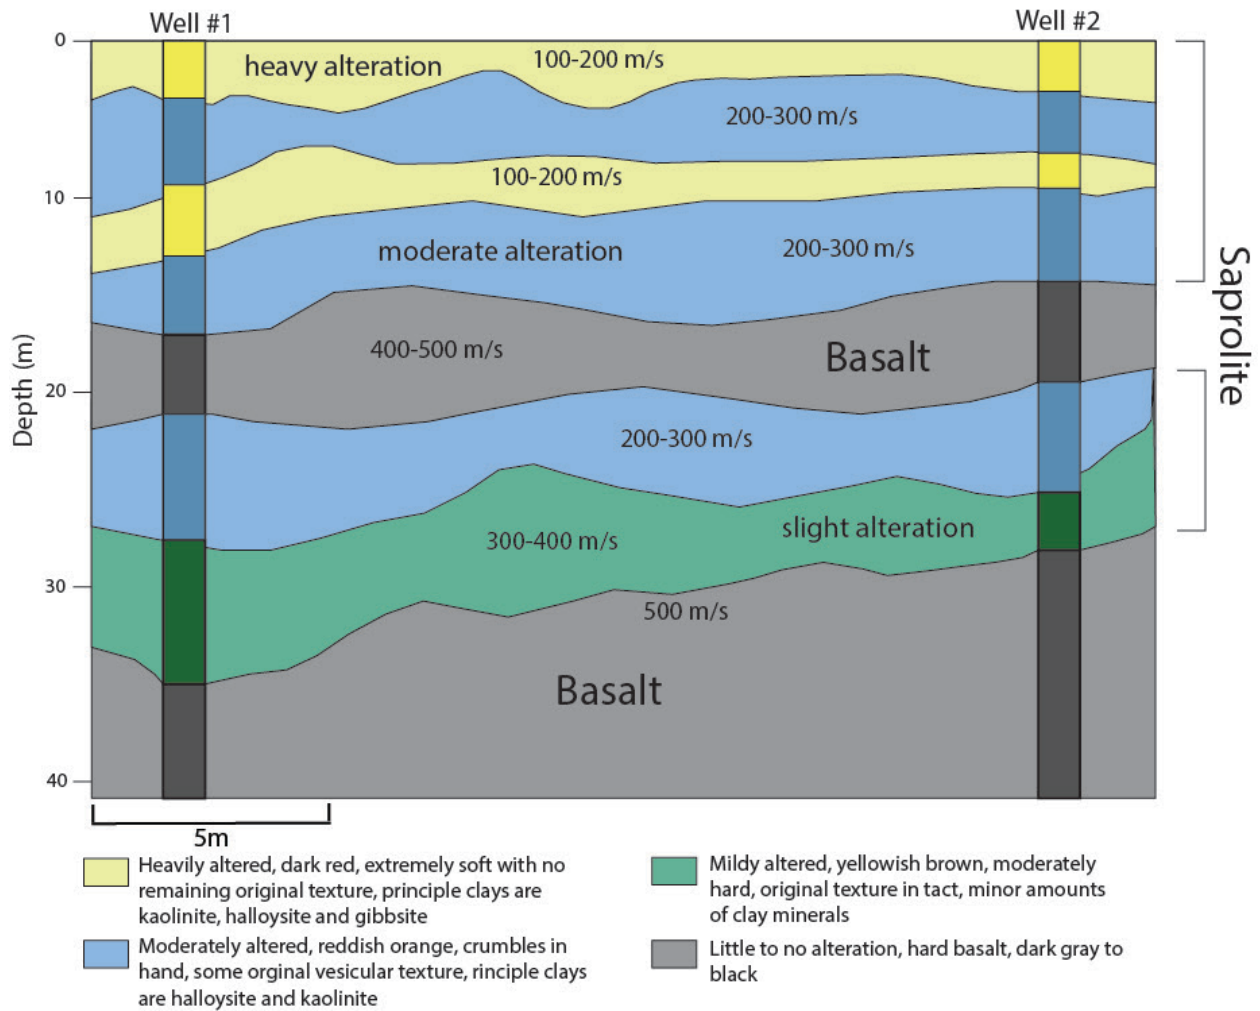 Well #1
Well #2
0
heavy alteration
100-200 m/s
200-300 m/s
100-200 m/s
10
moderate alteration
200-300 m/s
400-500 m/s
Basalt
20
200-300 m/s
slight alteration
300-400 m/s
30
500 m/s
Basalt
40
Depth (m)
Saprolite
5m
Heavily altered, dark red, extremely soft with no
remaining original texture, principle clays are
kaolinite, halloysite and gibbsite
Moderately altered, reddish orange, crumbles in
hand, some orginal vesicular texture, rinciple clays
are halloysite and kaolinite
Mildy altered, yellowish brown, moderately
hard, original texture in tact, minor amounts
of clay minerals
Little to no alteration, hard basalt, dark gray to
black